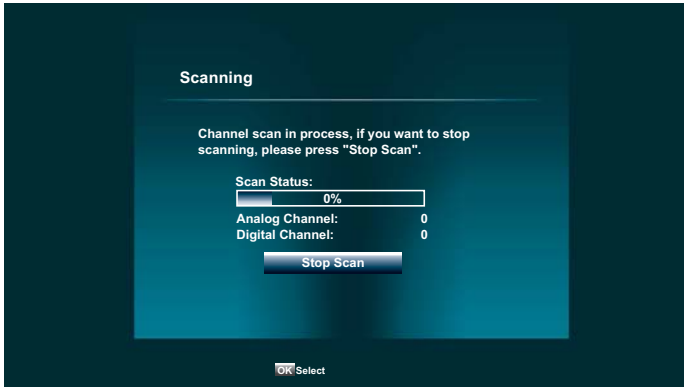 Scanning
Channel scan in process, if you want to stop
scanning, please press "Stop Scan".
Scan Status:
0%
Analog Channel: 0
Digital Channel: 0
Stop Scan
OK Select